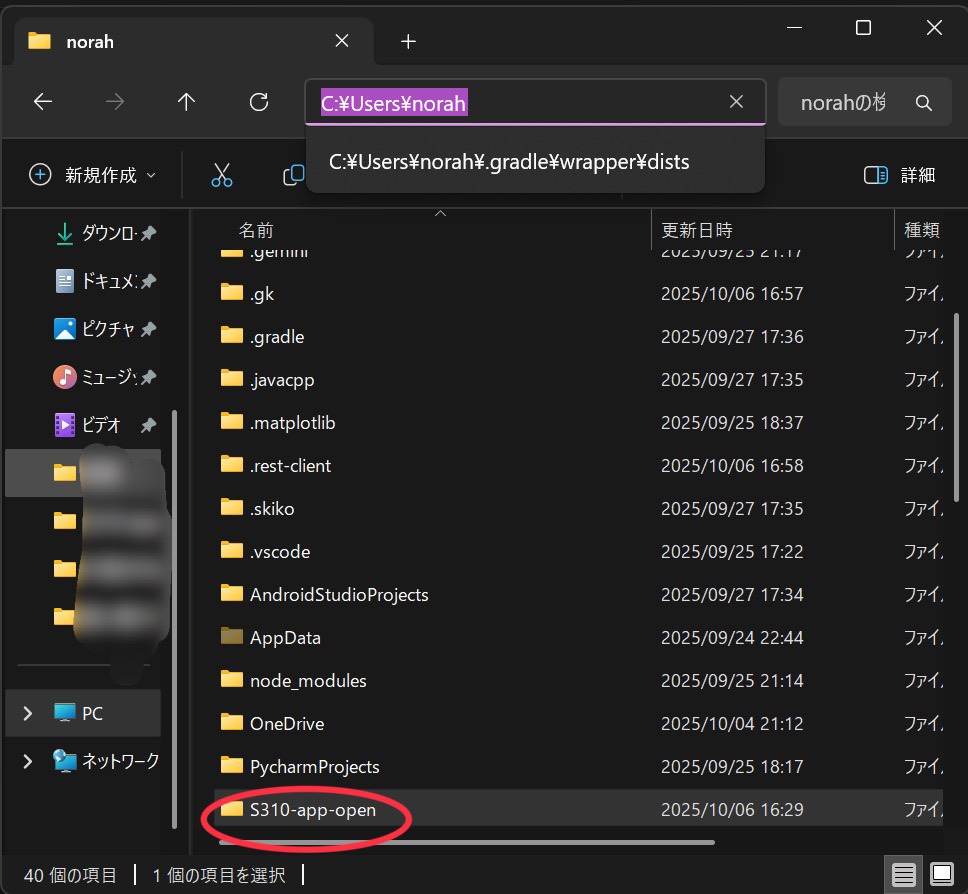 norah
C:¥Users¥norah
norahの検
C:¥Users¥norah¥.gradle¥wrapper¥dists
新規作成
詳細
名前 更新日時 種類
ダウンロ
ドキュメ
ピクチャ
ミュージ
ビデオ
PC
ネットワーク
.gemini 2025/09/25 21:17 ファイ
.gk 2025/10/06 16:57 ファイ
.gradle 2025/09/27 17:36 ファイ
.javacpp 2025/09/27 17:35 ファイ
.matplotlib 2025/09/25 18:37 ファイ
.rest-client 2025/10/06 16:58 ファイ
.skiko 2025/09/27 17:35 ファイ
.vscode 2025/09/25 17:22 ファイ
AndroidStudioProjects 2025/09/27 17:34 ファイ
AppData 2025/09/24 22:44 ファイ
node_modules 2025/09/25 21:14 ファイ
OneDrive 2025/10/04 21:12 ファイ
PycharmProjects 2025/09/25 18:17 ファイ
S310-app-open 2025/10/06 16:29 ファイ
40 個の項目
1 個の項目を選択